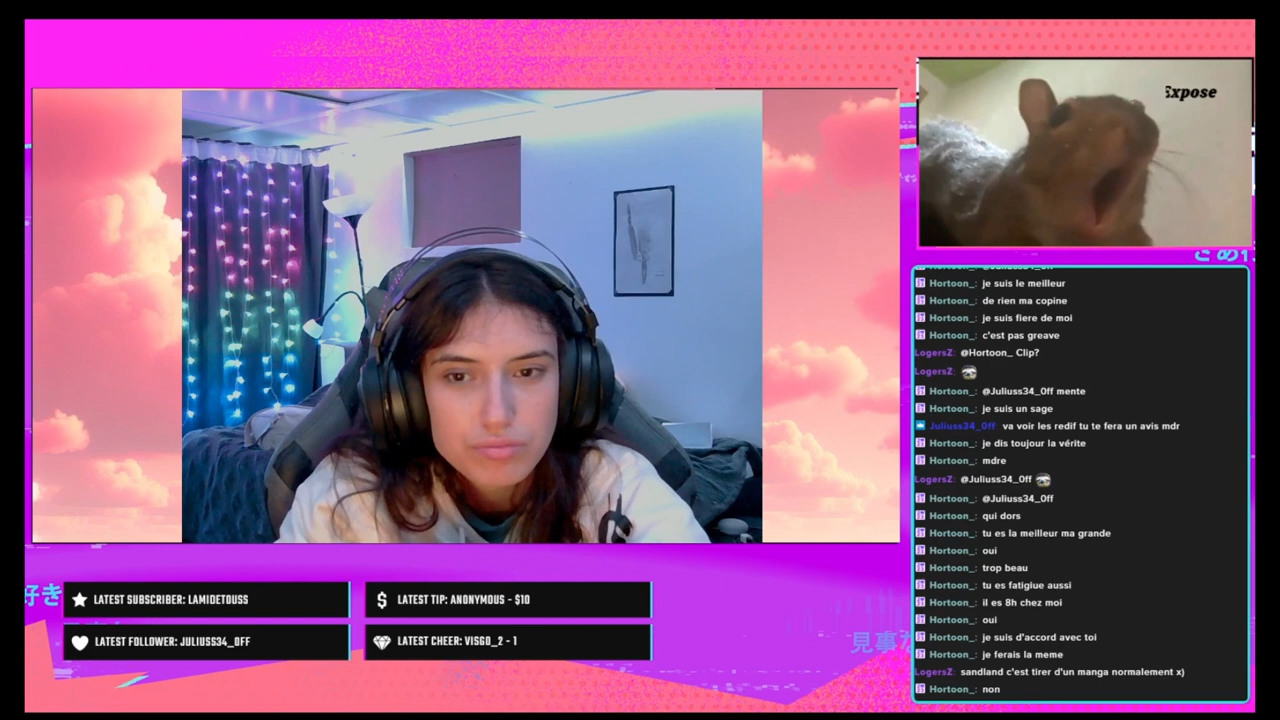 Expose
@Juliuss34_Off
Hortoon_: je suis le meilleur
Hortoon_: de rien ma copine
Hortoon_: je suis fiere de moi
Hortoon_: c'est pas greave
LogersZ: @Hortoon_ Clip?
LogersZ:
Hortoon_: @Juliuss34_Off mente
Hortoon_: je suis un sage
Juliuss34_Off: va voir les redif tu te fera un avis mdr
Hortoon_: je dis toujour la vérite
Hortoon_: mdre
LogersZ: @Juliuss34_Off
Hortoon_: @Juliuss34_Off
Hortoon_: qui dors
Hortoon_: tu es la meilleur ma grande
Hortoon_: oui
Hortoon_: trop beau
Hortoon_: tu es fatigiue aussi
Hortoon_: il es 8h chez moi
Hortoon_: oui
Hortoon_: je suis d'accord avec toi
Hortoon_: je ferais la meme
LogersZ: sandland c'est tirer d'un manga normalement x)
Hortoon_: non
好き
LATEST SUBSCRIBER: LAMIDETOUSS
LATEST TIP: ANONYMOUS - $10
LATEST FOLLOWER: JULIUSS34_OFF
LATEST CHEER: VISGO_2 - 1
見事な